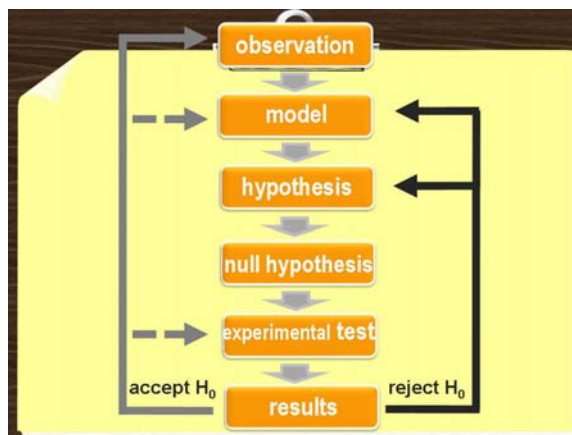 observation
model
hypothesis
null hypothesis
experimental test
accept H₀
reject H₀
results